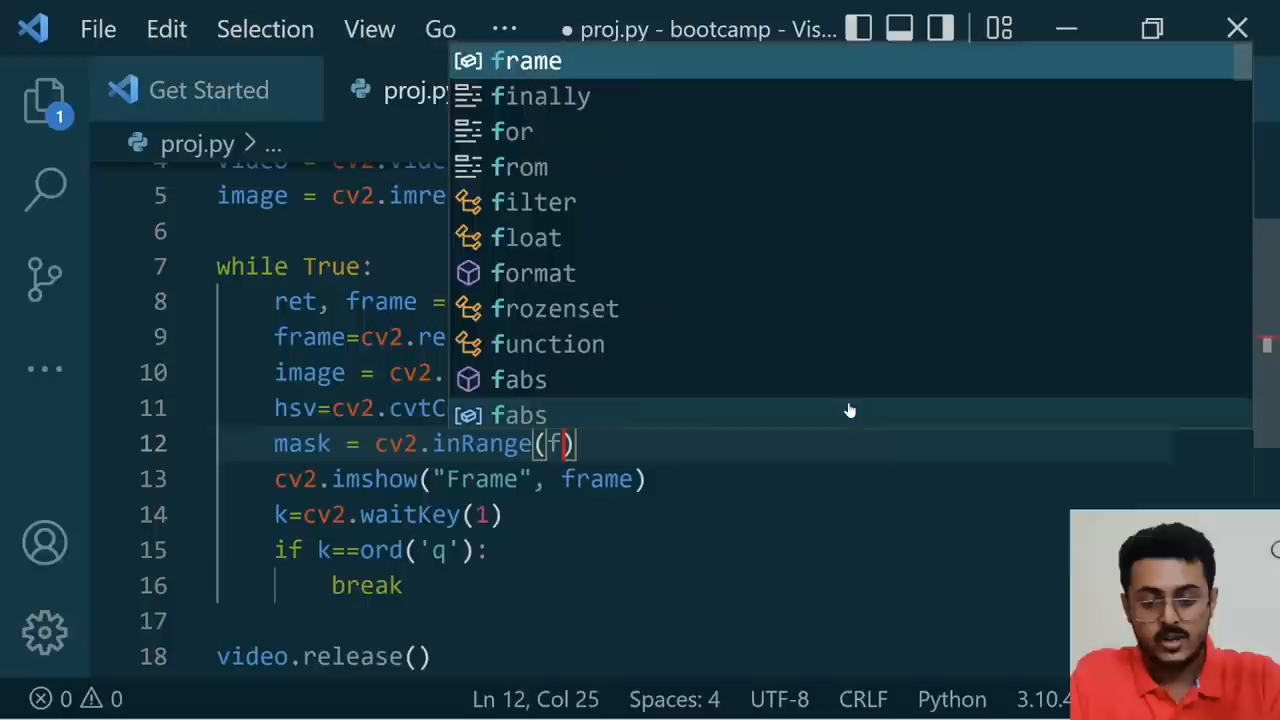 File Edit Selection View Go ··· ● proj.py - bootcamp - Vis...
1
Get Started
proj.py
proj.py > ...
5 image = cv2.imre
6
7 while True:
8 ret, frame =
9 frame=cv2.re
10 image = cv2.
11 hsv=cv2.cvtC
12 mask = cv2.inRange(f)
13 cv2.imshow("Frame", frame)
14 k=cv2.waitKey(1)
15 if k==ord('q'):
16 break
17
18 video.release()
frame
finally
for
from
filter
float
format
frozenset
function
fabs
fabs
0 0 Ln 12, Col 25 Spaces: 4 UTF-8 CRLF Python 3.10.4